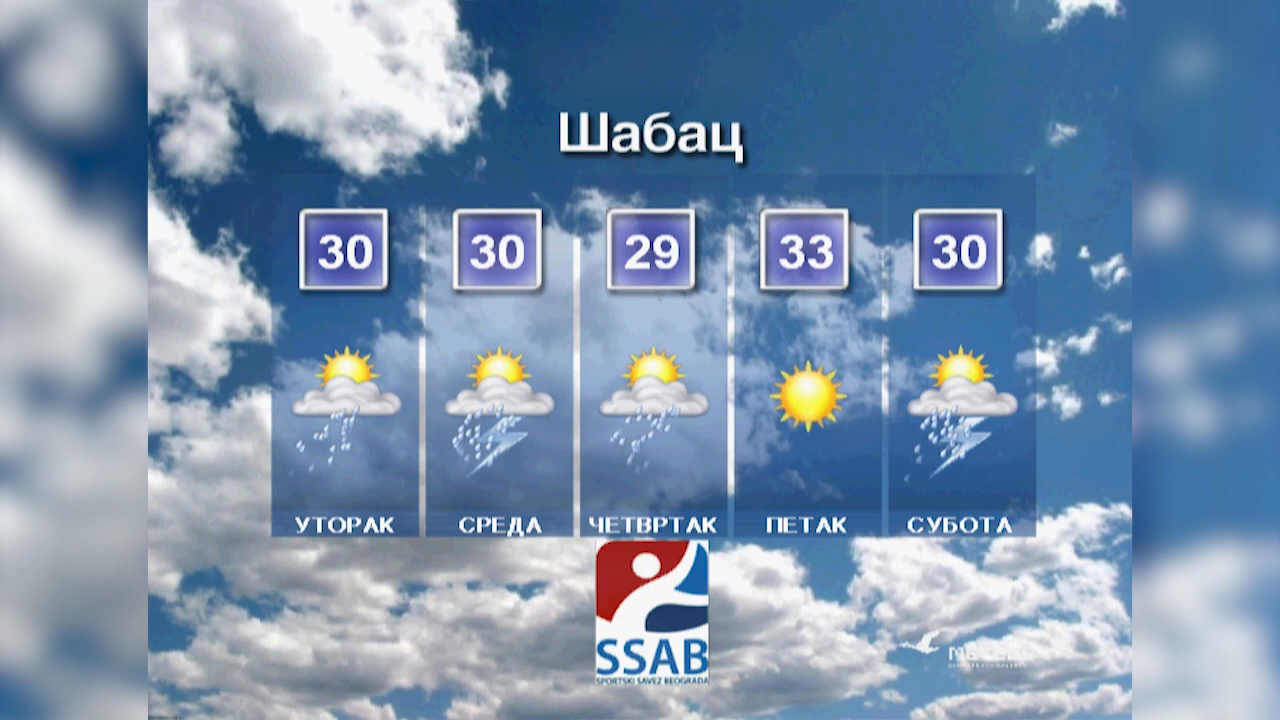 Шабац
30 30 29 33 30
УТОРАК СРЕДА ЧЕТВРТАК ПЕТАК СУБОТА
SSAB
SPORTSKI SAVEZ BEOGRADA